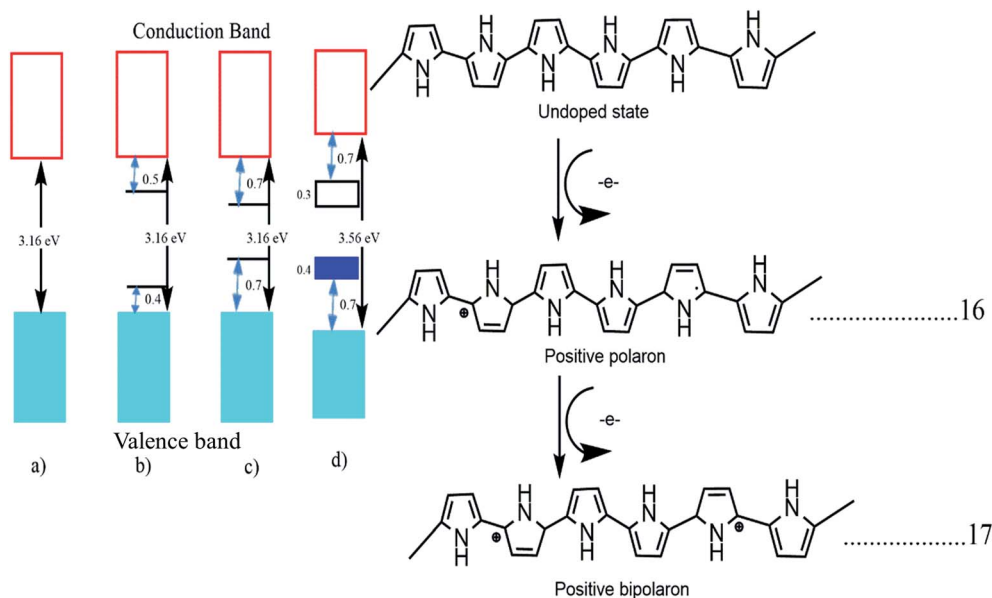 Conduction Band
3.16 eV
0.5
3.16 eV
0.4
0.7
3.16 eV
0.7
0.7
0.3
3.56 eV
0.4
0.7
Valence band
a)
b)
c)
d)
H
N
H
N
H
N
N
H
N
H
N
H
Undoped state
-e-
H
N
H
N
H
N
N
H
⊕
N
H
N
H
......................16
Positive polaron
-e-
H
N
H
N
H
N
N
H
⊕
N
H
N
H
⊕
......................17
Positive bipolaron